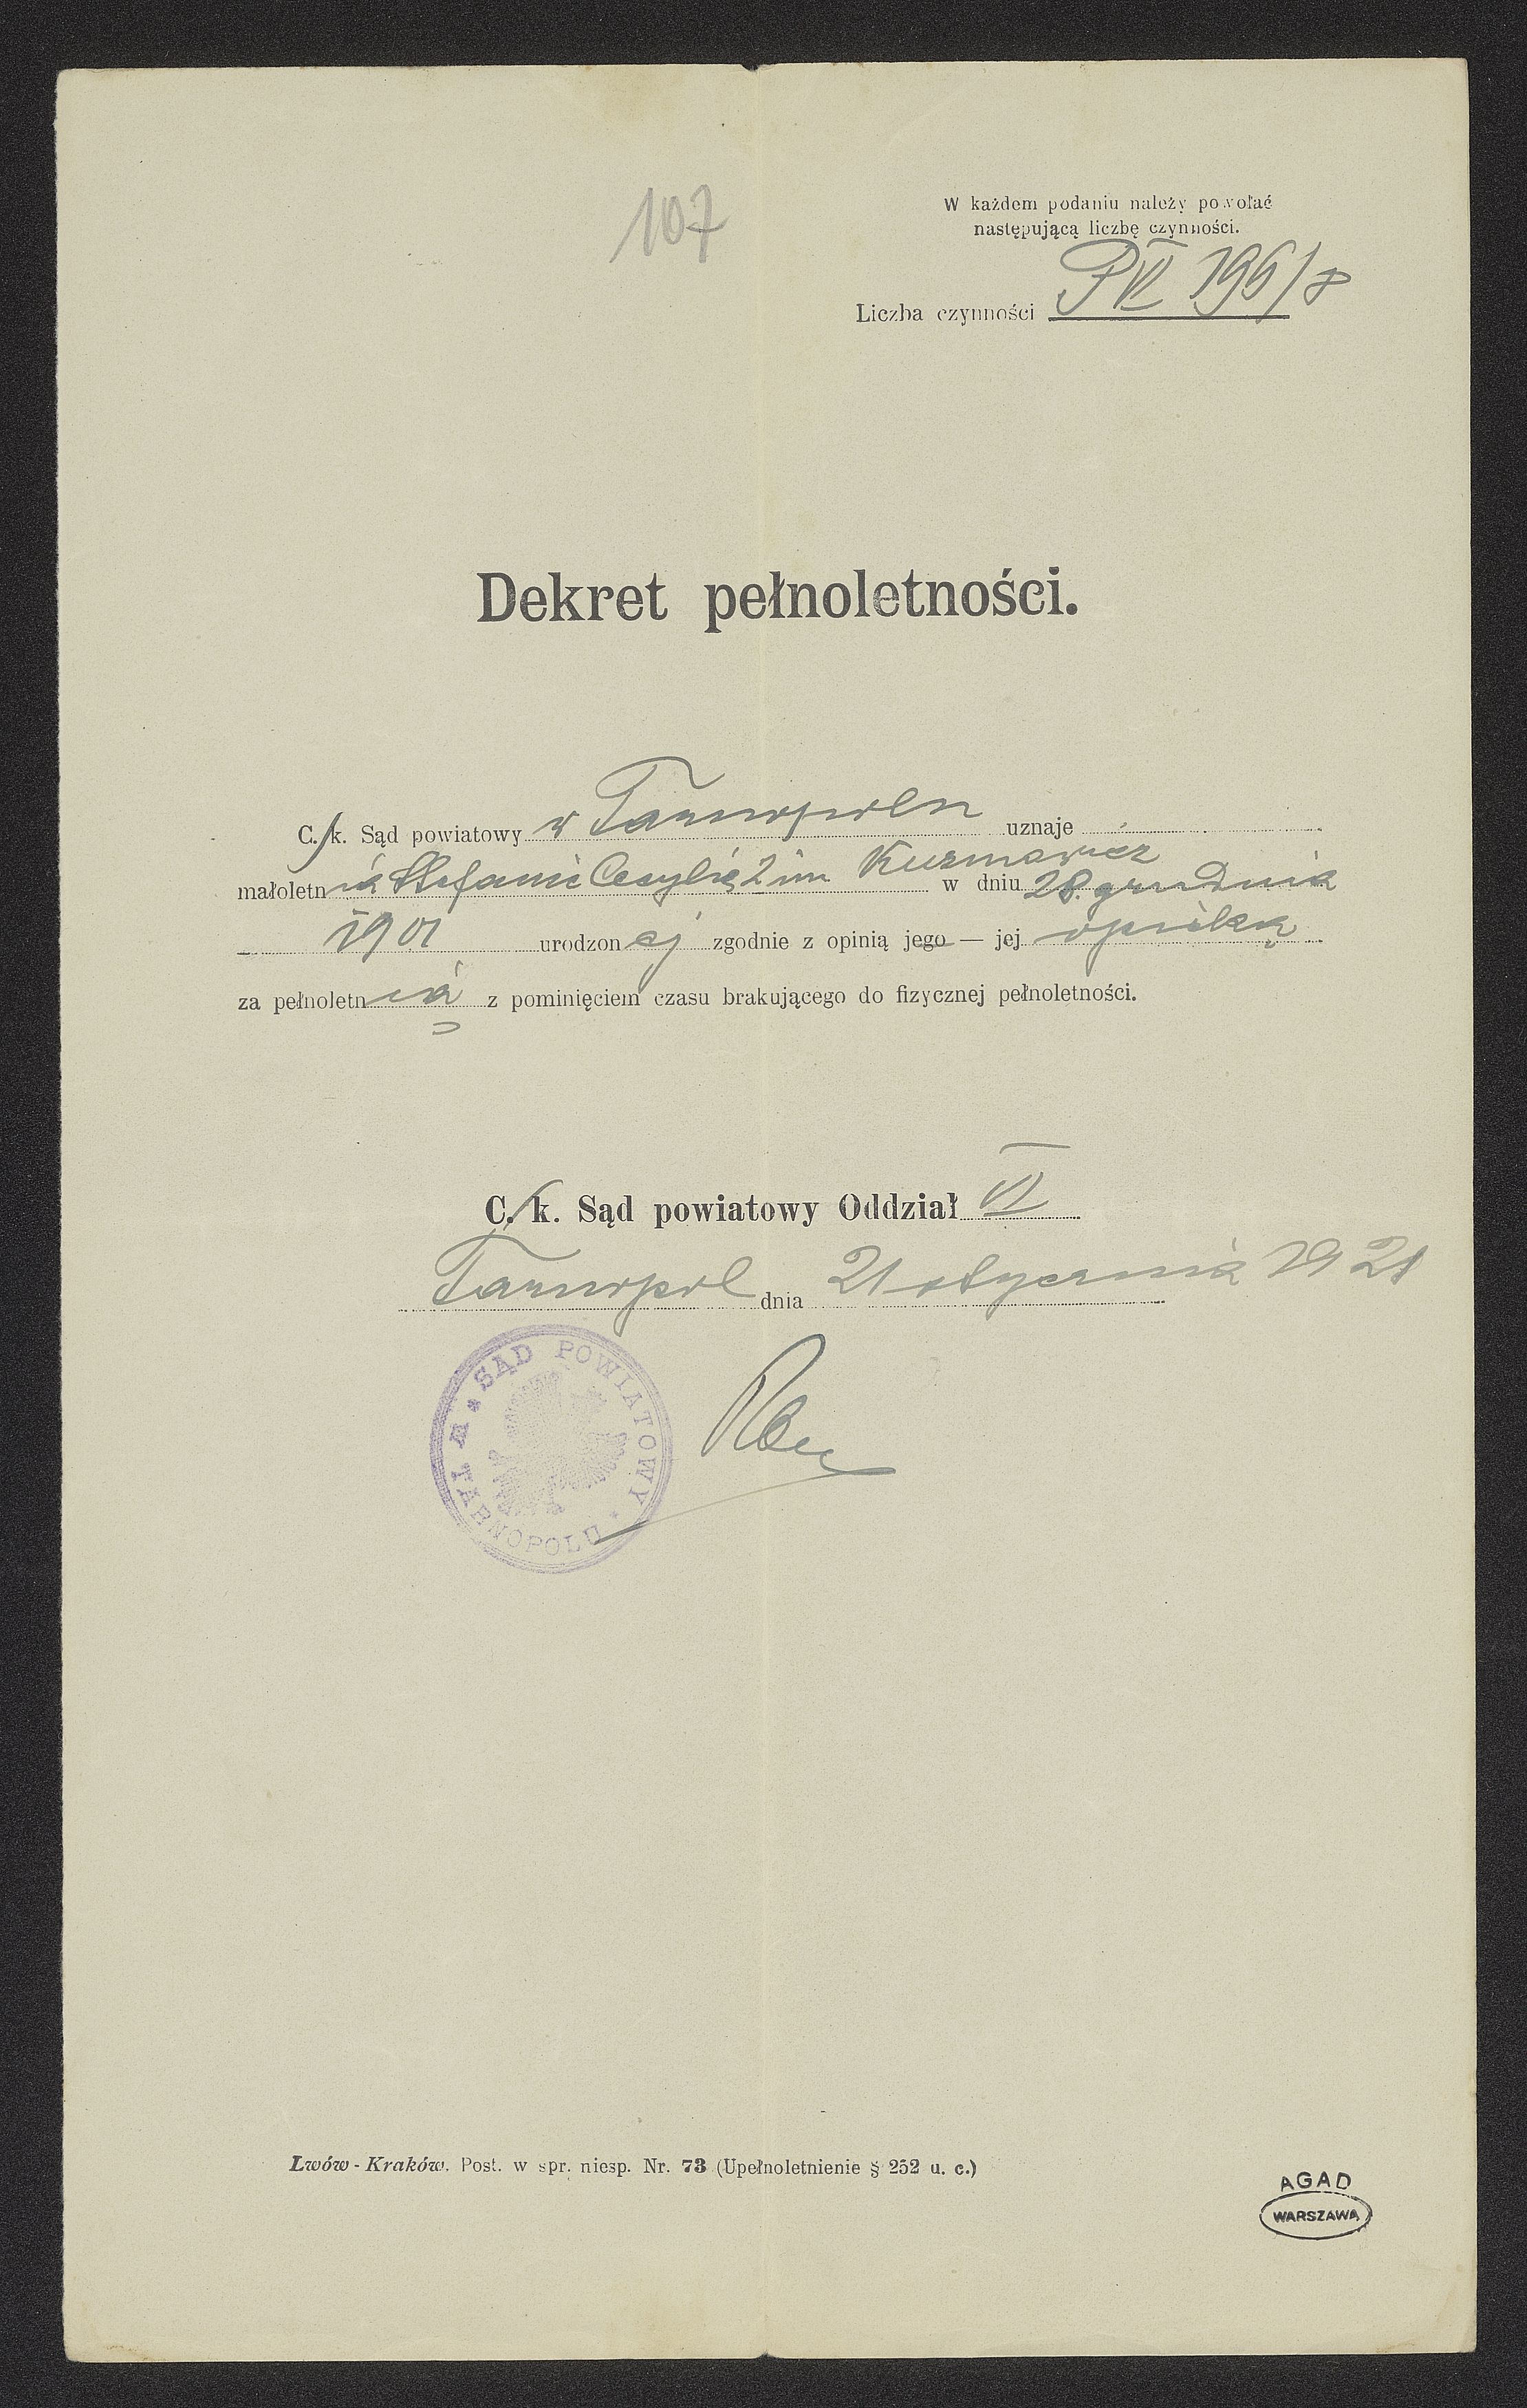 107
W każdem podaniu należy powołać
następującą liczbę czynności.
Liczba czynności P VI 196/8
Dekret pełnoletności.
C. k. Sąd powiatowy w Tarnopolu uznaje
małoletnią Stefanię Cecylię 2 im Kuzmowicz w dniu 28. grudnia
1901 urodzonej zgodnie z opinią jego — jej opieką
za pełnoletnią z pominięciem czasu brakującego do fizycznej pełnoletności.
C. k. Sąd powiatowy Oddział VI
Tarnopol dnia 21 stycznia 1921
* SĄD POWIATOWY * W TARNOPOLU
Lwów - Kraków. Post. w spr. niesp. Nr. 73 (Upełnoletnienie § 252 u. c.)
AGAD
WARSZAWA